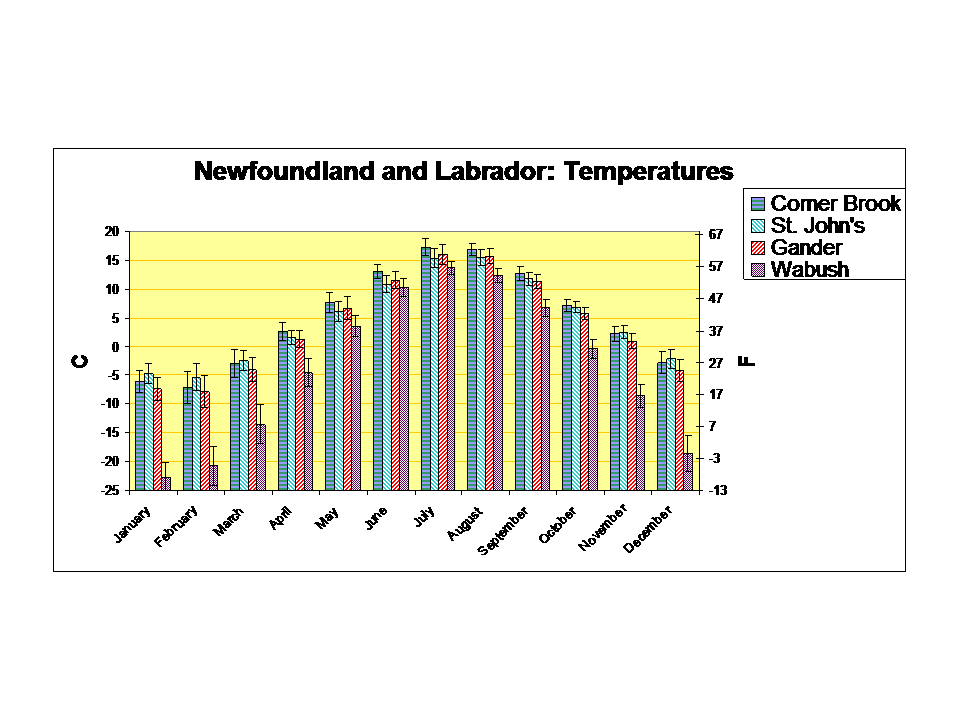 Newfoundland and Labrador: Temperatures
Corner Brook
St. John's
Gander
Wabush
C
20
15
10
5
0
-5
-10
-15
-20
-25
67
57
47
37
27
17
7
-3
-13
F
January
February
March
April
May
June
July
August
September
October
November
December